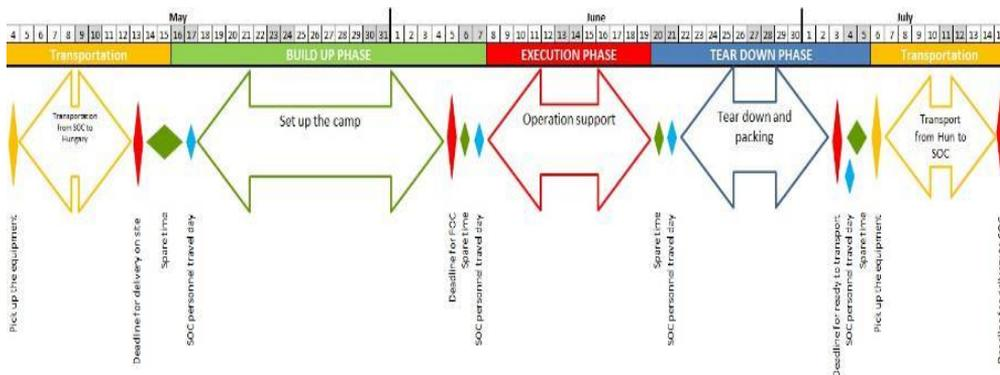 May June July
4 5 6 7 8 9 10 11 12 13 14 15 16 17 18 19 20 21 22 23 24 25 26 27 28 29 30 31 1 2 3 4 5 6 7 8 9 10 11 12 13 14 15 16 17 18 19 20 21 22 23 24 25 26 27 28 29 30 1 2 3 4 5 6 7 8 9 10 11 12 13 14
Transportation BUILD UP PHASE EXECUTION PHASE TEAR DOWN PHASE Transportation
Transportation
from SOC to
Hungary
Set up the camp
Operation support
Tear down and
packing
Transport
from Hun to
SOC
Pick up the equipment
Deadline for delivery on site
Spare time
SOC personnel travel day
Deadline for FOC
Spare time
SOC personnel travel day
Spare time
SOC personnel travel day
Deadline for ready to transport
SOC personnel travel day
Spare time
Pick up the equipment